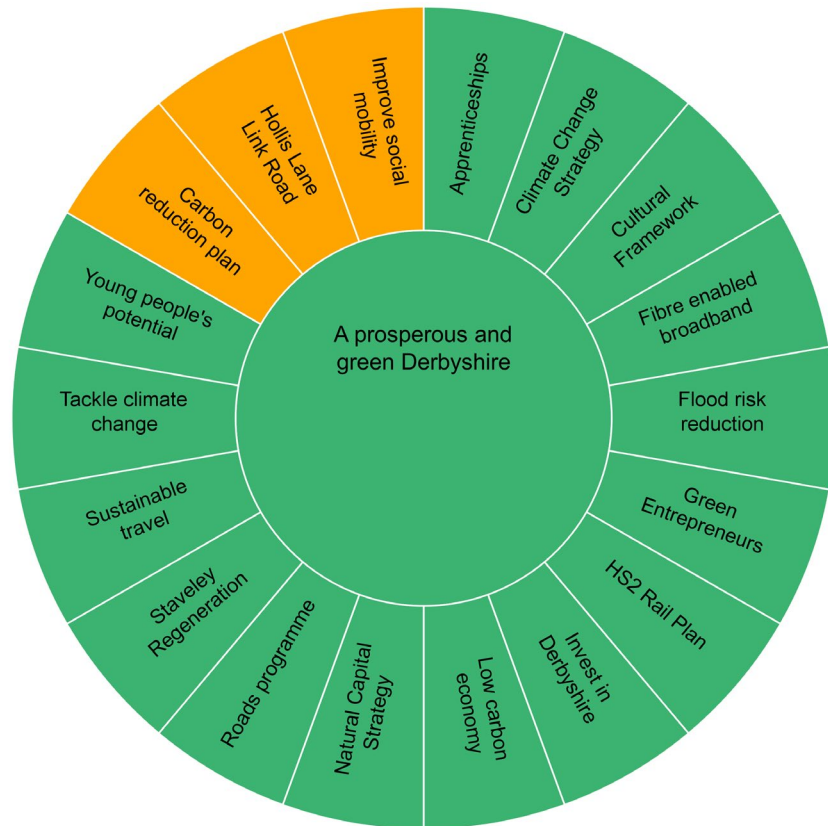 A prosperous and
green Derbyshire
Apprenticeships
Climate Change
Strategy
Cultural
Framework
Fibre enabled
broadband
Flood risk
reduction
Green
Entrepreneurs
HS2 Rail Plan
Invest in
Derbyshire
Low carbon
economy
Natural Capital
Strategy
Roads programme
Staveley
Regeneration
Sustainable
travel
Tackle climate
change
Young people's
potential
Carbon
reduction plan
Hollis Lane
Link Road
Improve social
mobility